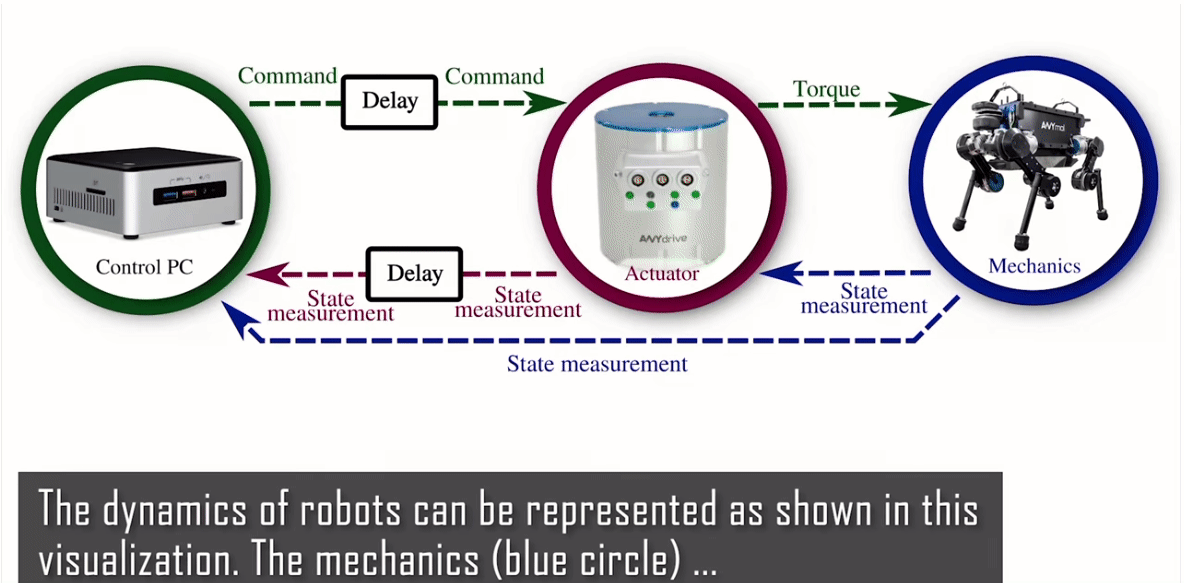 Command
Delay
Command
Torque
ANYmal
ANYdrive
Control PC
Actuator
Mechanics
Delay
State
measurement
State
measurement
State
measurement
State measurement
The dynamics of robots can be represented as shown in this
visualization. The mechanics (blue circle) ...